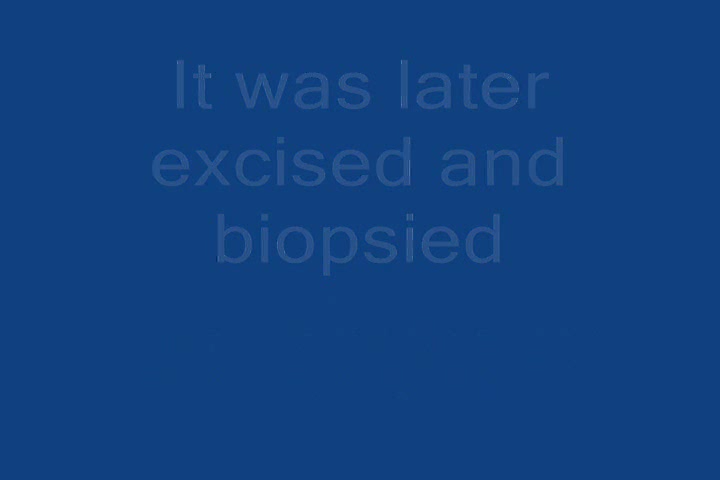 It was later
excised and
biopsied